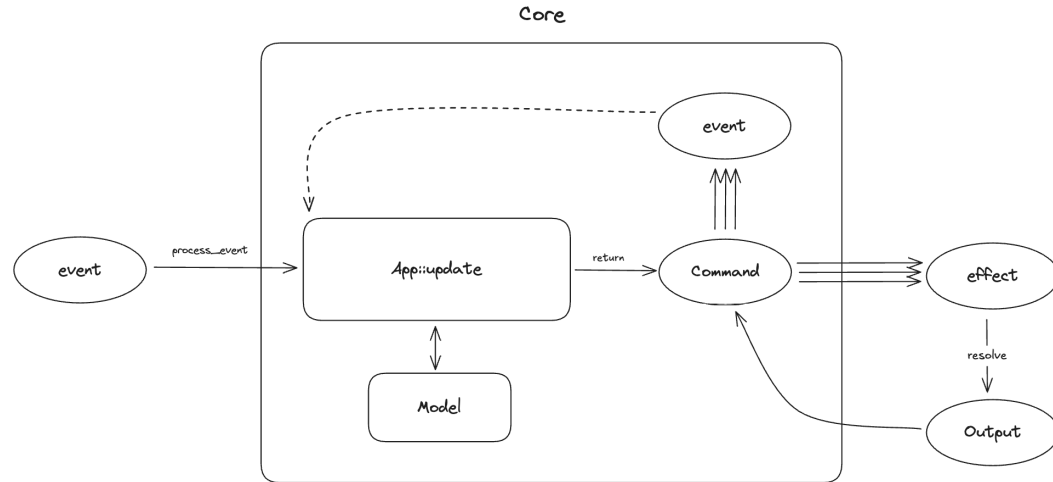 Core
event
process_event
event
App::update
return
Command
effect
resolve
Model
Output